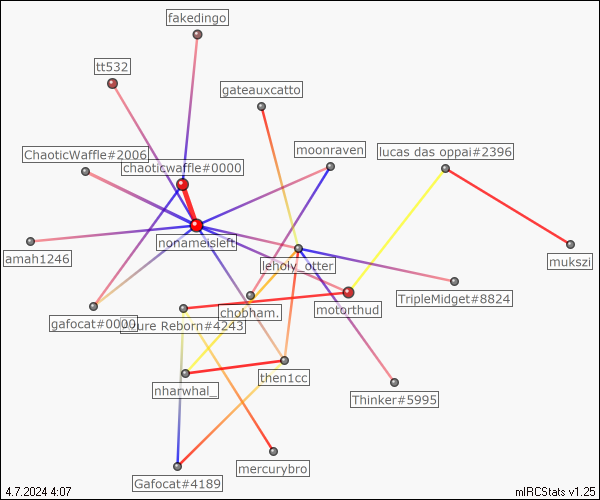 fakedingo
tt532
gateauxcatto
moonraven
lucas das oppai#2396
ChaoticWaffle#2006
chaoticwaffle#0000
nonameisleft
amah1246
mukszi
leholy_otter
TripleMidget#8824
chobham.
motorthud
gafocat#0000
ure Reborn#4243
then1cc
nharwhal_
Thinker#5995
mercurybro
Gafocat#4189
4.7.2024 4:07
mIRCStats v1.25